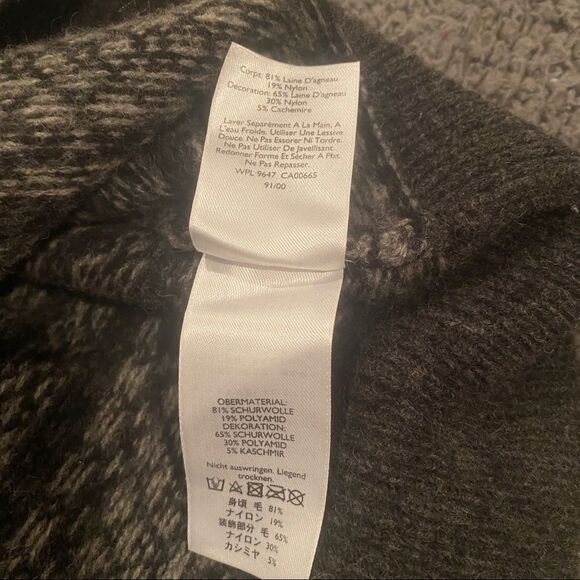 Corps: 81% Laine D'agneau
19% Nylon
Decoration: 65% Laine D'agneau
30% Nylon
5% Cachemire
Laver Séparément A La Main, A
L'eau Froide. Utiliser Une Lessive
Douce. Ne Pas Essorer Ni Tordre.
Ne Pas Utiliser De Javellisant.
Redonner Forme Et Sécher A Plat.
Ne Pas Repasser.
WPL 9647 CA00665
91/00
OBERMATERIAL:
81% SCHURWOLLE
19% POLYAMID
DEKORATION:
65% SCHURWOLLE
30% POLYAMID
5% KASCHMIR
Nicht auswringen. Liegend
trocknen.
身頃 毛 81%
ナイロン 19%
装飾部分 毛 65%
ナイロン 30%
カシミヤ 5%